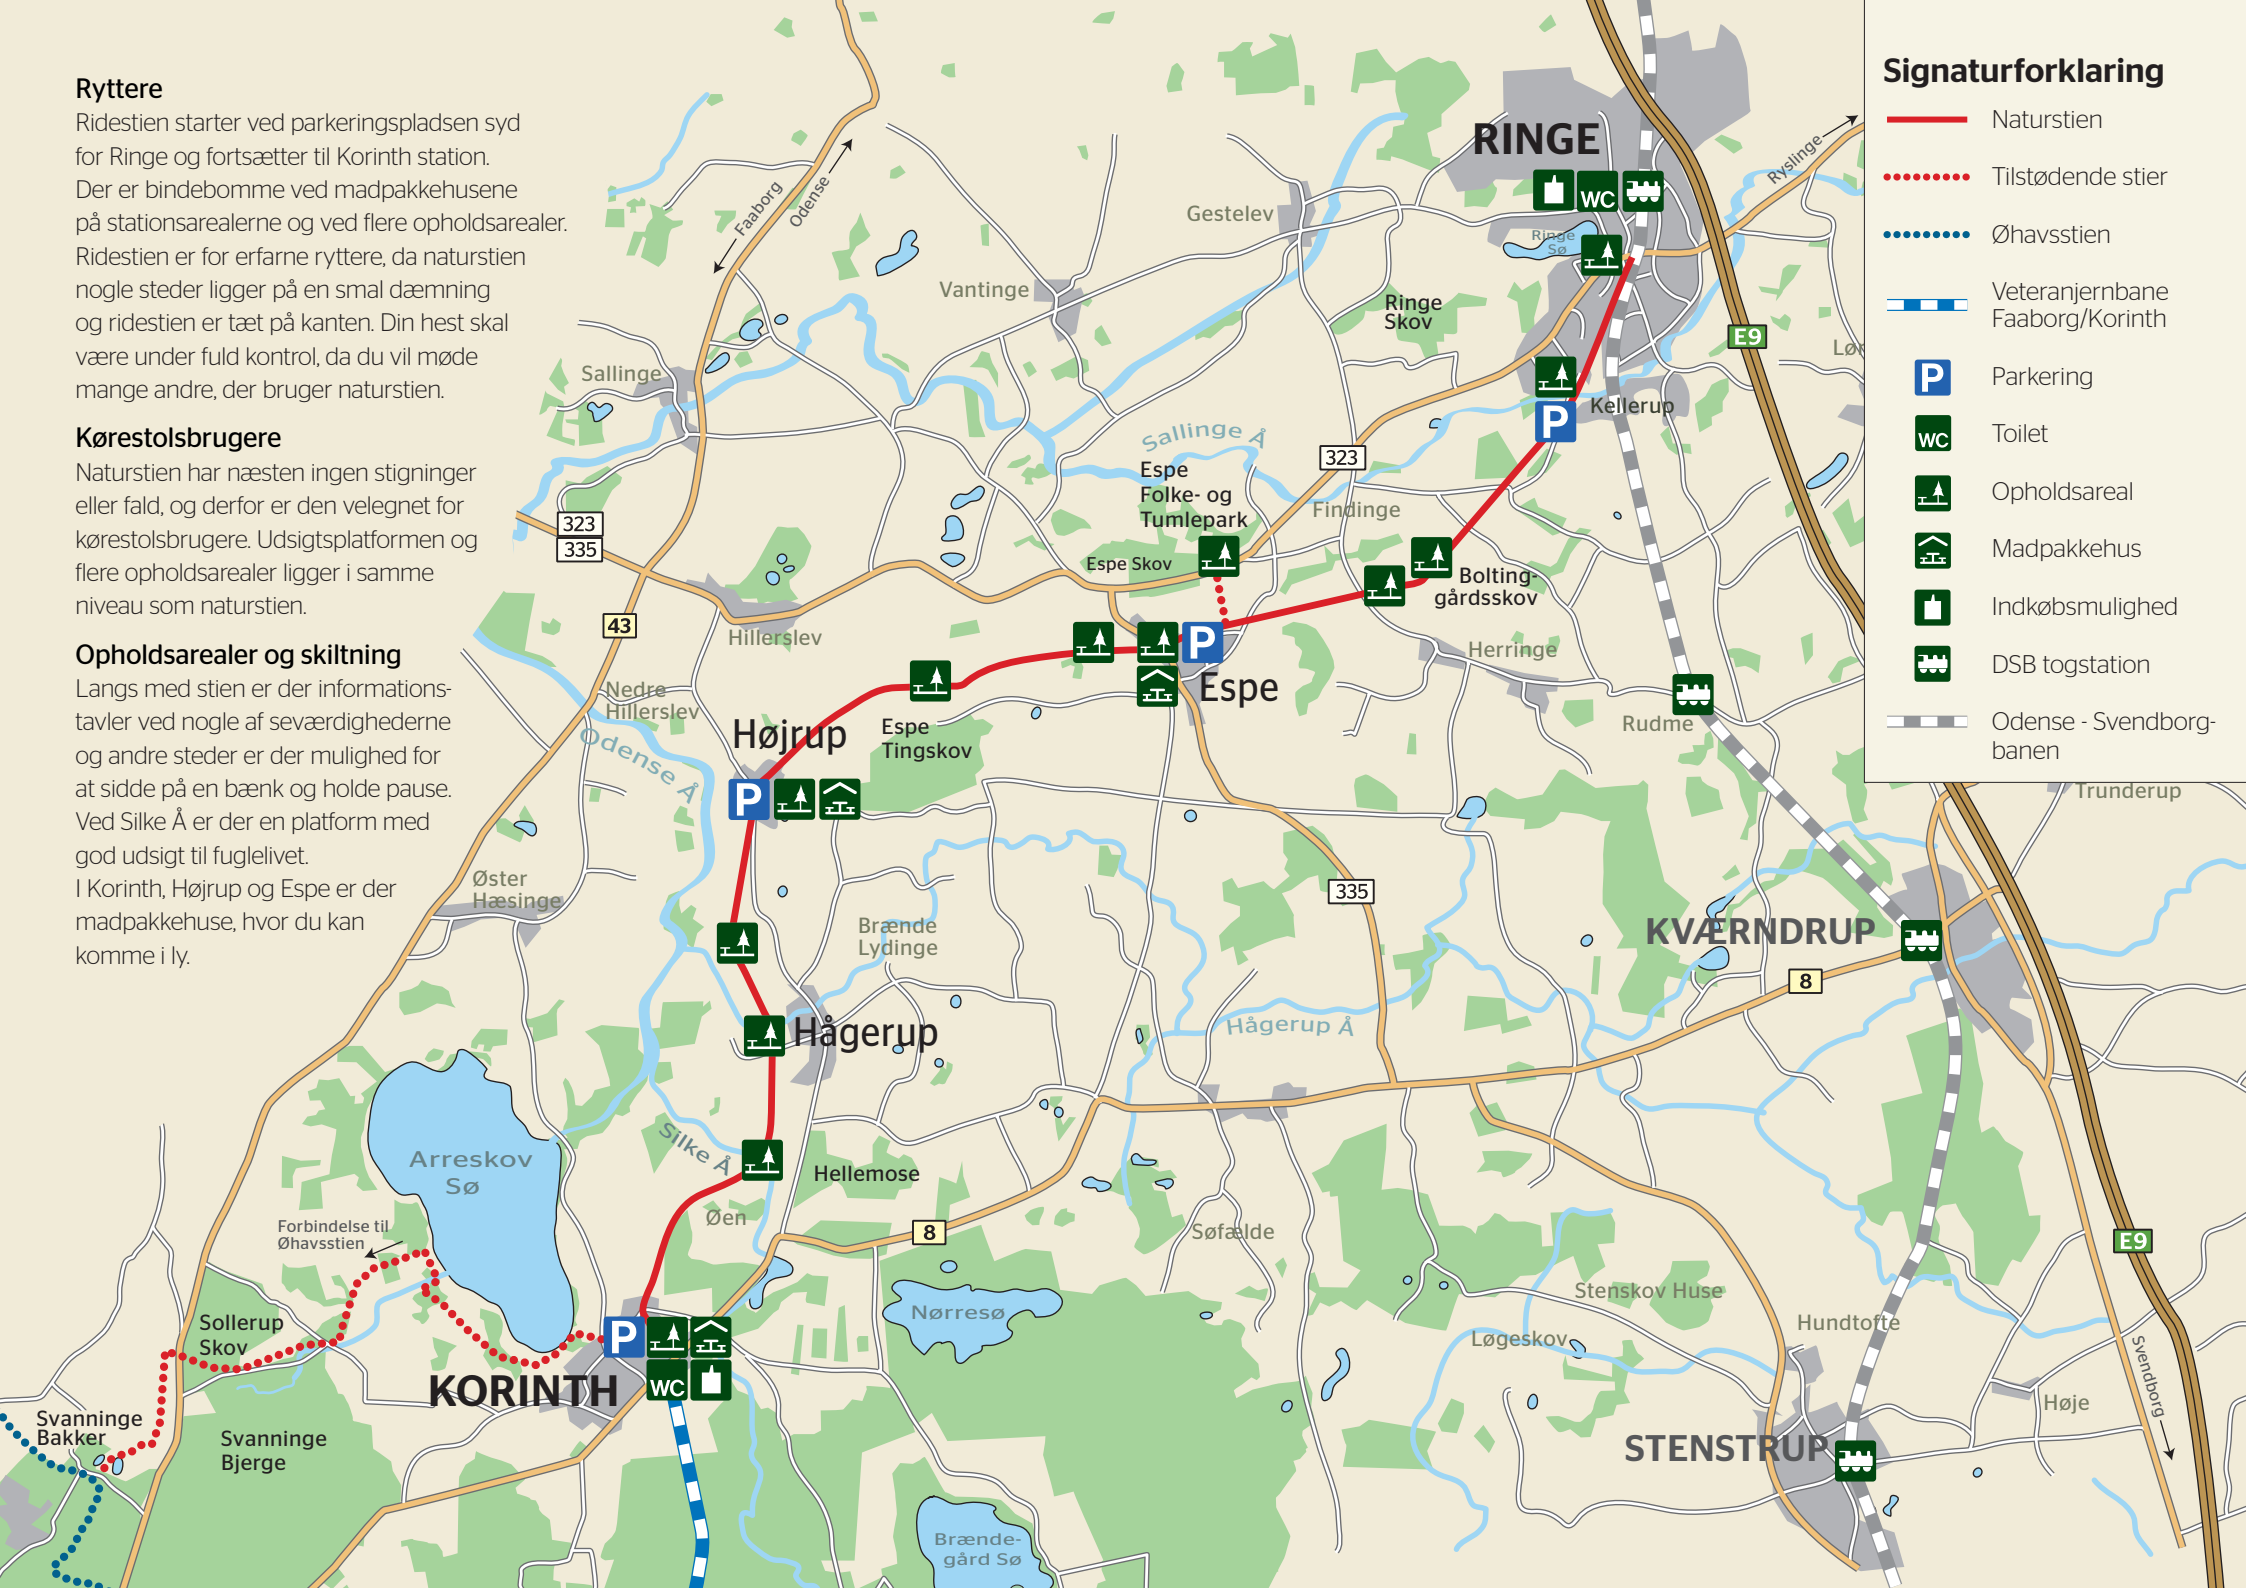 Ryttere
Ridestien starter ved parkeringspladsen syd
for Ringe og fortsætter til Korinth station.
Der er bindebomme ved madpakkehusene
på stationsarealerne og ved flere opholdsarealer.
Ridestien er for erfarne ryttere, da naturstien
nogle steder ligger på en smal dæmning
og ridestien er tæt på kanten. Din hest skal
være under fuld kontrol, da du vil møde
mange andre, der bruger naturstien.
Kørestolsbrugere
Naturstien har næsten ingen stigninger
eller fald, og derfor er den velegnet for
kørestolsbrugere. Udsigtsplatformen og
flere opholdsarealer ligger i samme
niveau som naturstien.
Opholdsarealer og skiltning
Langs med stien er der informations-
tavler ved nogle af seværdighederne
og andre steder er der mulighed for
at sidde på en bænk og holde pause.
Ved Silke Å er der en platform med
god udsigt til fuglelivet.
I Korinth, Højrup og Espe er der
madpakkehuse, hvor du kan
komme i ly.
Signaturforklaring
Naturstien
Tilstødende stier
Øhavsstien
Veteranjernbane
Faaborg/Korinth
P
Parkering
WC
Toilet
Opholdsareal
Madpakkehus
Indkøbsmulighed
DSB togstation
Odense - Svendborg-
banen
Faaborg
Odense
Ryslinge
RINGE
WC
Ringe
Sø
Gestelev
Vantinge
Ringe
Skov
E9
Lør
Sallinge
Kellerup
P
Sallinge Å
323
Espe
Folke- og
Tumlepark
Findinge
323
335
Espe Skov
Bolting-
gårdsskov
43
Hillerslev
P
Herringe
Espe
Nedre
Hillerslev
Rudme
Odense Å
Højrup
Espe
Tingskov
P
Trunderup
Øster
Hæsinge
335
Brænde
Lydinge
KVÆRNDRUP
8
Hågerup
Hågerup Å
Arreskov
Sø
Silke Å
Hellemose
Øen
Forbindelse til
Øhavsstien
8
Søfælde
E9
Stenskov Huse
Nørresø
Hundtofte
Sollerup
Skov
Løgeskov
P
Svendborg
KORINTH
WC
Høje
Svanninge
Bakker
Svanninge
Bjerge
STENSTRUP
Brænde-
gård Sø